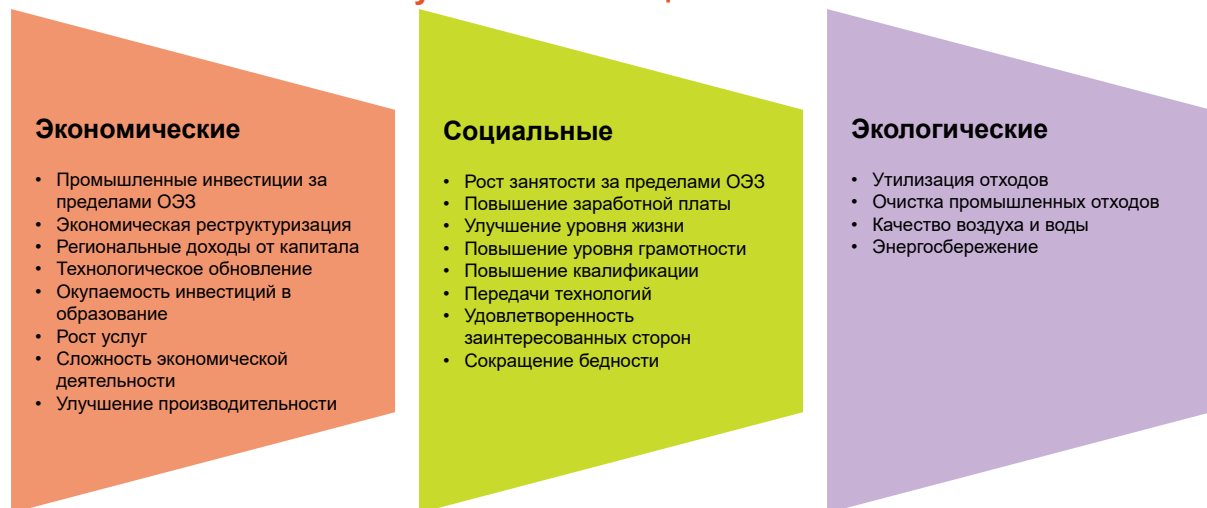 Экономические
• Промышленные инвестиции за
пределами ОЭЗ
• Экономическая реструктуризация
• Региональные доходы от капитала
• Технологическое обновление
• Окупаемость инвестиций в
образование
• Рост услуг
• Сложность экономической
деятельности
• Улучшение производительности
Социальные
• Рост занятости за пределами ОЭЗ
• Повышение заработной платы
• Улучшение уровня жизни
• Повышение уровня грамотности
• Повышение квалификации
• Передачи технологий
• Удовлетворенность
заинтересованных сторон
• Сокращение бедности
Экологические
• Утилизация отходов
• Очистка промышленных отходов
• Качество воздуха и воды
• Энергосбережение